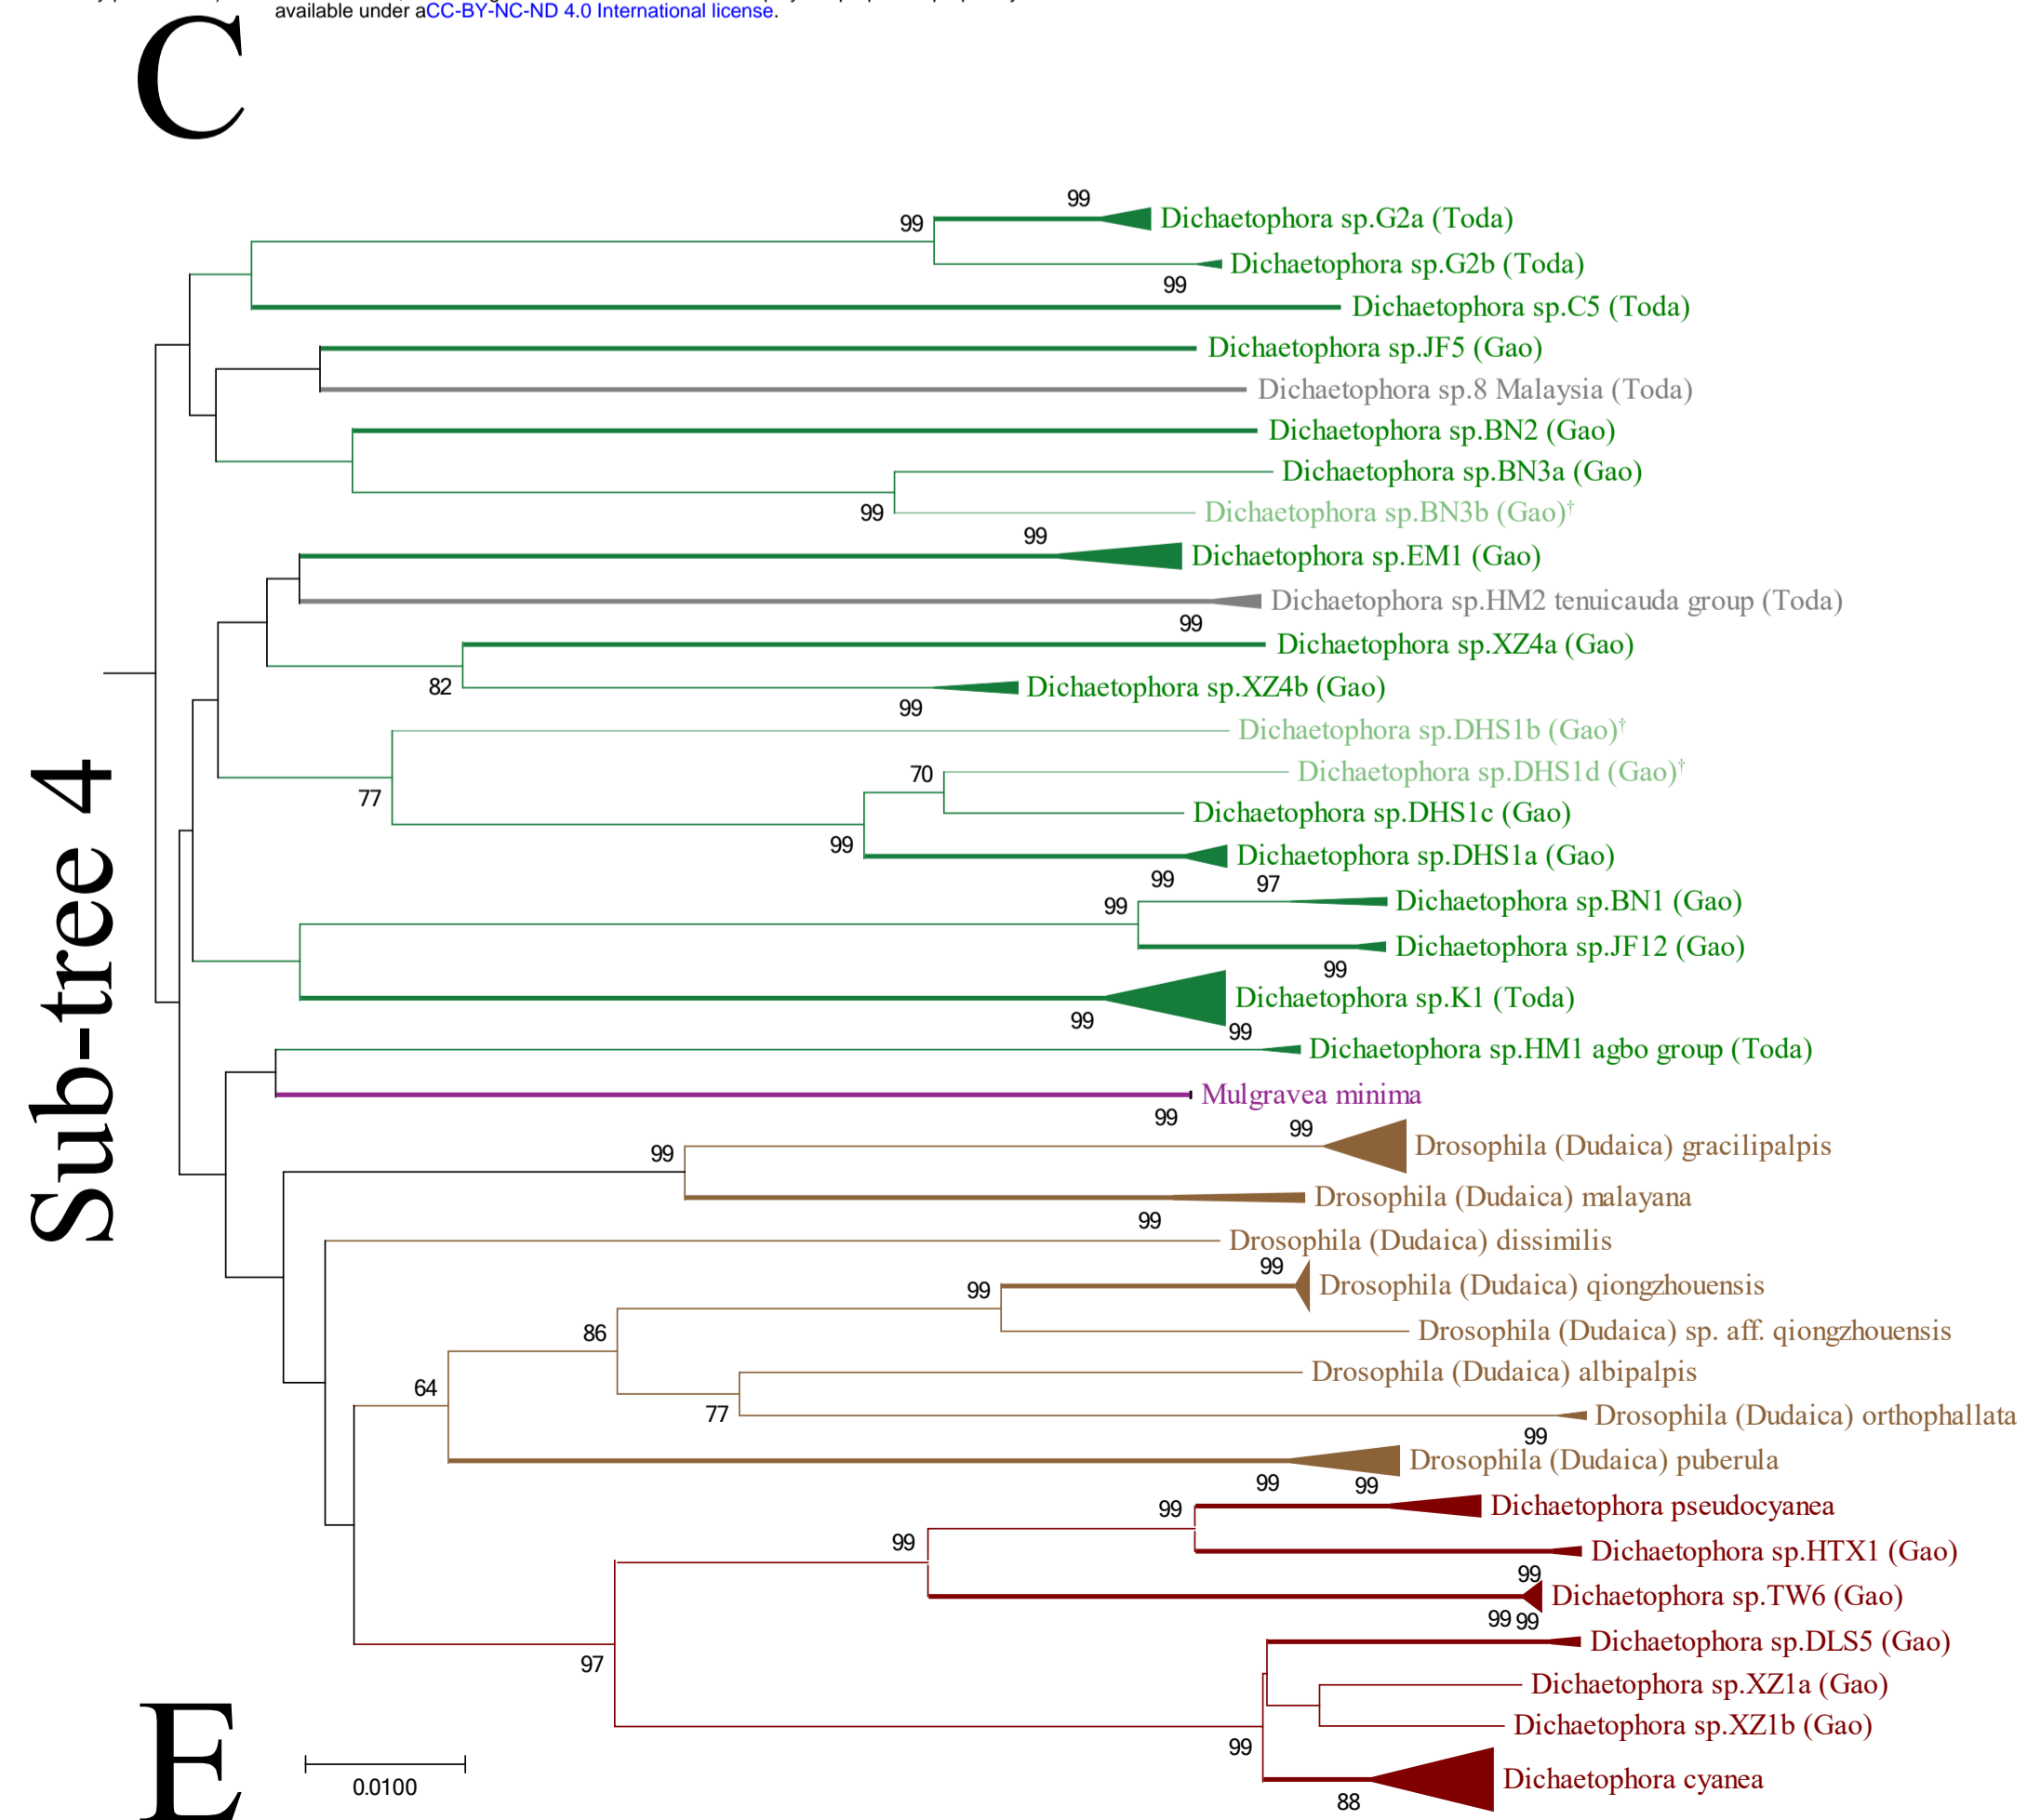 available under aCC-BY-NC-ND 4.0 International license.
C
Sub-tree 4
99
99
Dichaetophora sp.G2a (Toda)
Dichaetophora sp.G2b (Toda)
99
Dichaetophora sp.C5 (Toda)
Dichaetophora sp.JF5 (Gao)
Dichaetophora sp.8 Malaysia (Toda)
Dichaetophora sp.BN2 (Gao)
Dichaetophora sp.BN3a (Gao)
99
Dichaetophora sp.BN3b (Gao)†
99
Dichaetophora sp.EM1 (Gao)
Dichaetophora sp.HM2 tenuicauda group (Toda)
99
Dichaetophora sp.XZ4a (Gao)
82
Dichaetophora sp.XZ4b (Gao)
99
Dichaetophora sp.DHS1b (Gao)†
70
Dichaetophora sp.DHS1d (Gao)†
77
Dichaetophora sp.DHS1c (Gao)
99
Dichaetophora sp.DHS1a (Gao)
99
97
99
Dichaetophora sp.BN1 (Gao)
Dichaetophora sp.JF12 (Gao)
99
Dichaetophora sp.K1 (Toda)
99
99
Dichaetophora sp.HM1 agbo group (Toda)
Mulgravea minima
99
99
99
Drosophila (Dudaica) gracilipalpis
Drosophila (Dudaica) malayana
99
Drosophila (Dudaica) dissimilis
99
99
Drosophila (Dudaica) qiongzhouensis
86
Drosophila (Dudaica) sp. aff. qiongzhouensis
Drosophila (Dudaica) albipalpis
64
77
Drosophila (Dudaica) orthophallata
99
Drosophila (Dudaica) puberula
99
99
99
Dichaetophora pseudocyanea
99
Dichaetophora sp.HTX1 (Gao)
99
Dichaetophora sp.TW6 (Gao)
99 99
Dichaetophora sp.DLS5 (Gao)
97
Dichaetophora sp.XZ1a (Gao)
Dichaetophora sp.XZ1b (Gao)
99
Dichaetophora cyanea
88
E
0.0100